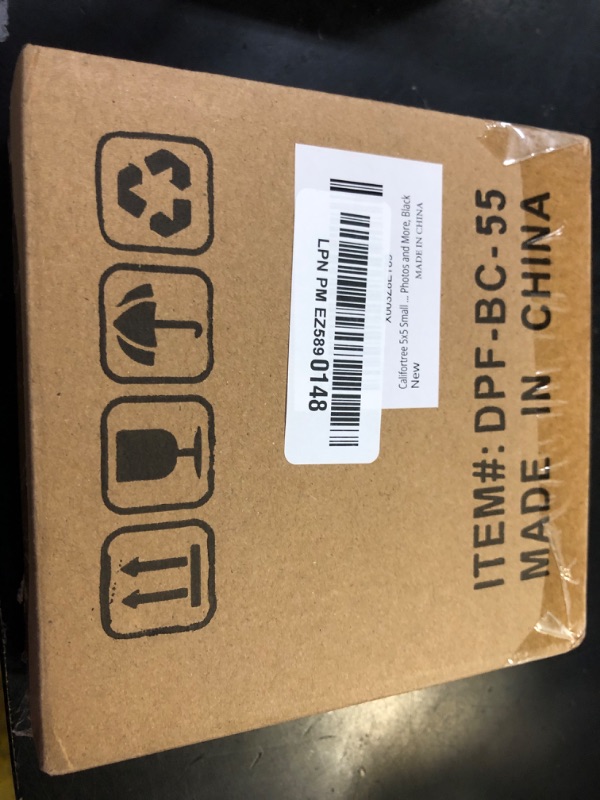 ITEM#: DPF-BC-55
MADE IN CHINA
MADE IN CHINA
Califortree 5x5 Small ... Photos and More, Black
New
LPN PM EZ5890148